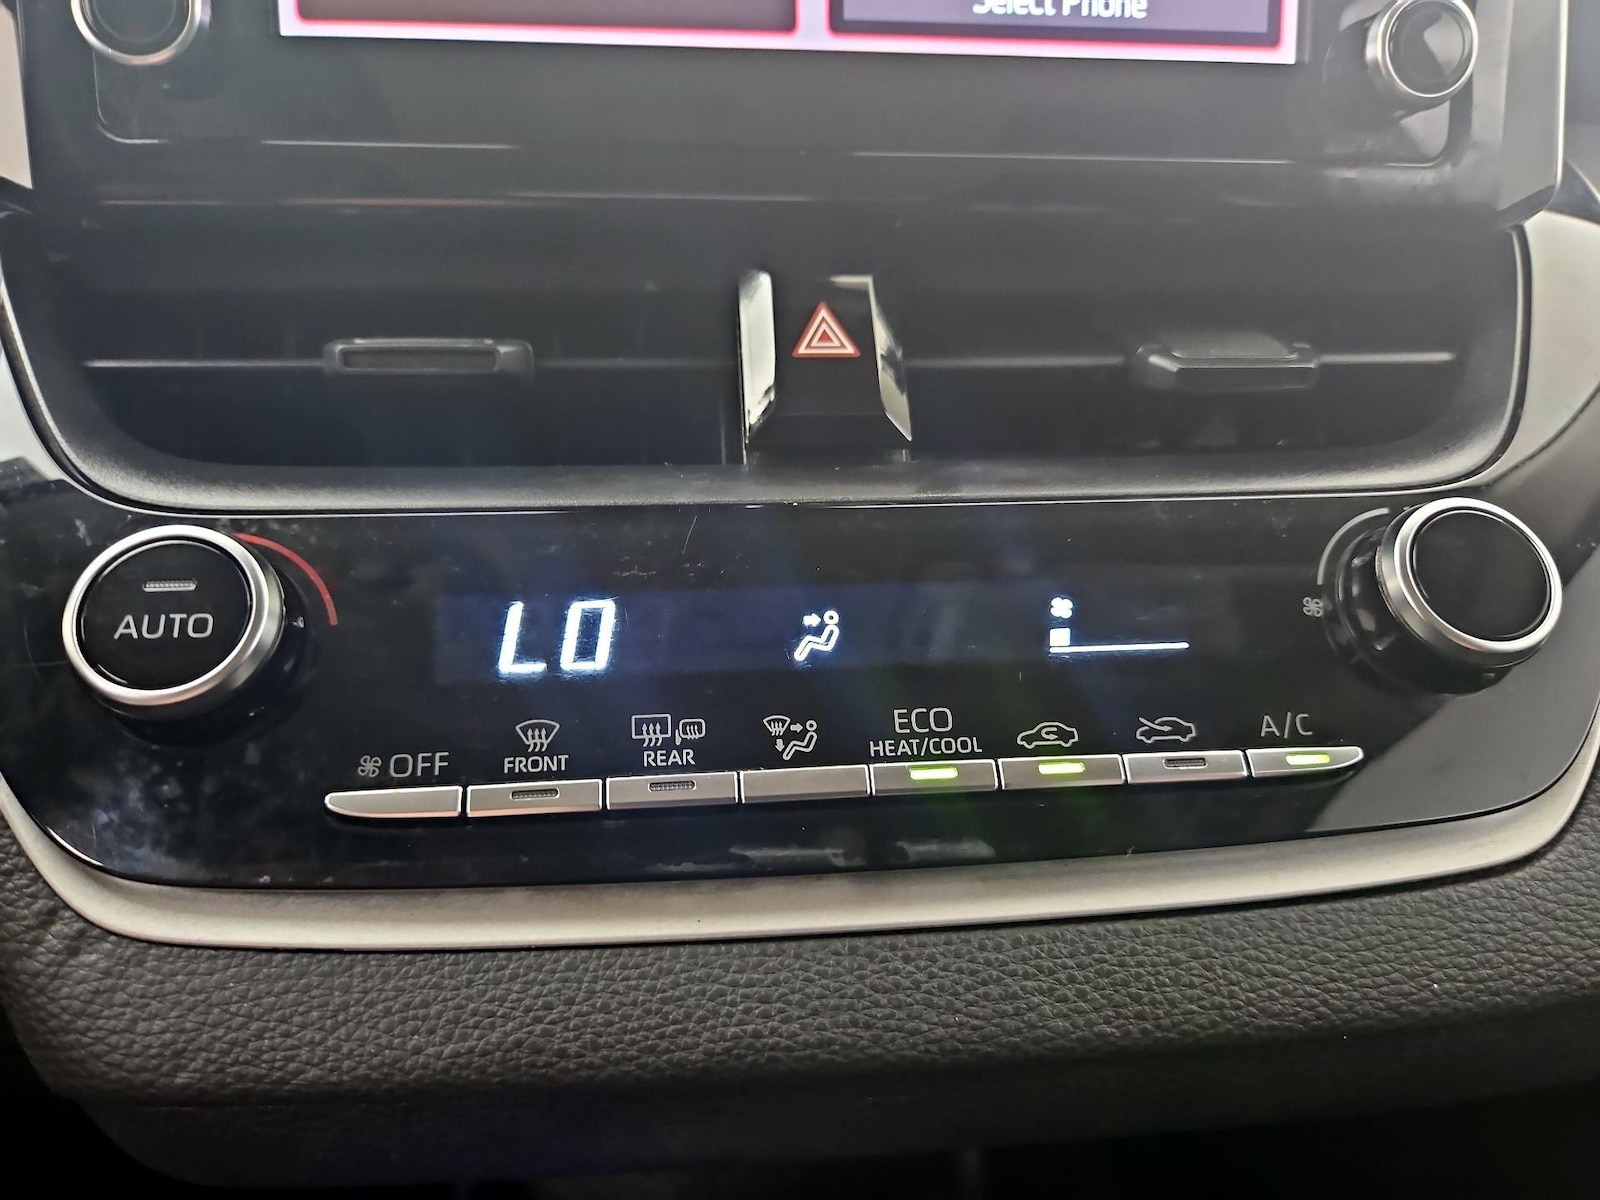 Select Phone
AUTO
LO
OFF
FRONT
REAR
ECO
HEAT/COOL
A/C